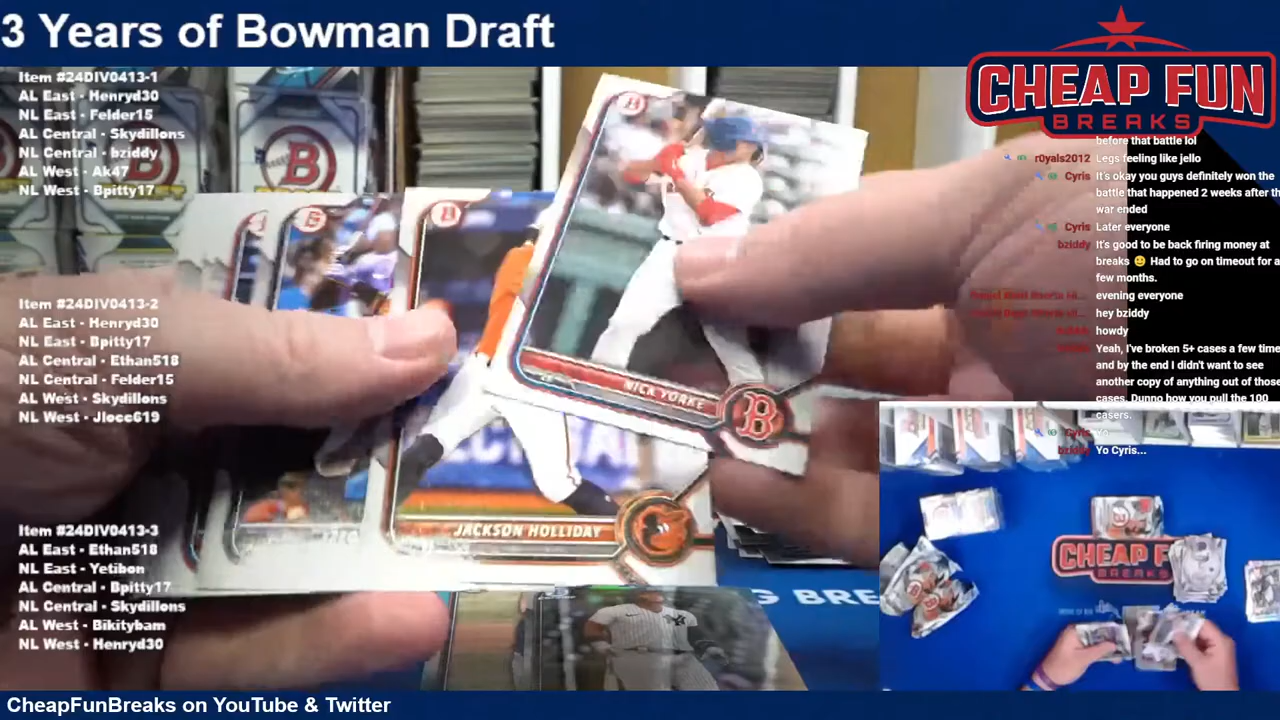 3 Years of Bowman Draft
Item #24DIV0413-1
AL East - Henryd30
NL East - Felder15
AL Central - Skydillons
NL Central - bziddy
AL West - Ak47
NL West - Bpitty17
Item #24DIV0413-2
AL East - Henryd30
NL East - Bpitty17
AL Central - Ethan518
NL Central - Felder15
AL West - Skydillons
NL West - Jlocc619
Item #24DIV0413-3
AL East - Ethan518
NL East - Yetibon
AL Central - Bpitty17
NL Central - Skydillons
AL West - Bikitybam
NL West - Henryd30
B
B
NICK YORKE
B
JACKSON HOLLIDAY
CHEAP FUN
BREAKS
before that battle lol
r0yals2012 Legs feeling like jello
Cyris It's okay you guys definitely won the
battle that happened 2 weeks after th
war ended
Cyris Later everyone
bziddy It's good to be back firing money at
breaks 🙂 Had to go on timeout for a
few months.
evening everyone
hey bziddy
howdy
Yeah, I've broken 5+ cases a few time
and by the end I didn't want to see
another copy of anything out of those
cases. Dunno how you pull the 100
casers.
Cyris Yo
bziddy Yo Cyris...
CHEAP F
BREAKS
G BRE
CheapFunBreaks on YouTube & Twitter